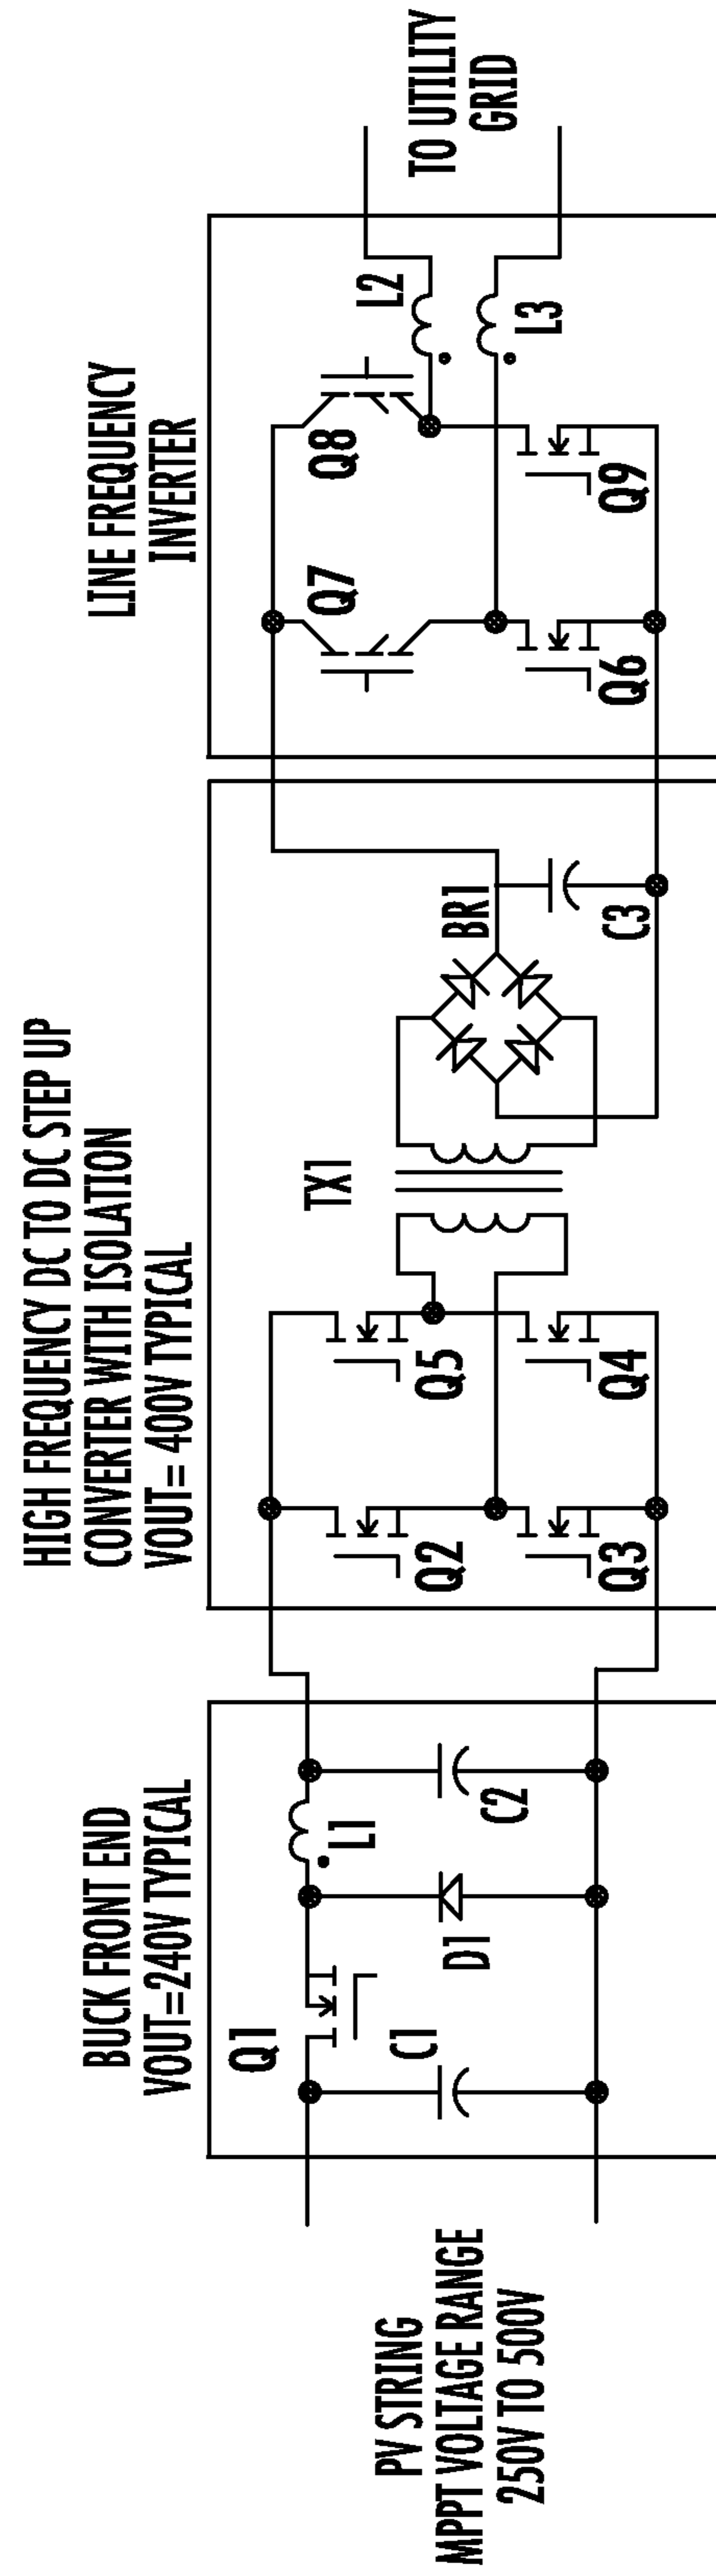 PV STRING
MPPT VOLTAGE RANGE
250V TO 500V
BUCK FRONT END
VOUT=240V TYPICAL
Q1
C1
D1
L1
C2
HIGH FREQUENCY DC TO DC STEP UP
CONVERTER WITH ISOLATION
VOUT= 400V TYPICAL
Q2
Q3
Q5
Q4
TX1
BR1
C3
LINE FREQUENCY
INVERTER
Q7
Q6
Q8
Q9
L2
L3
TO UTILITY
GRID